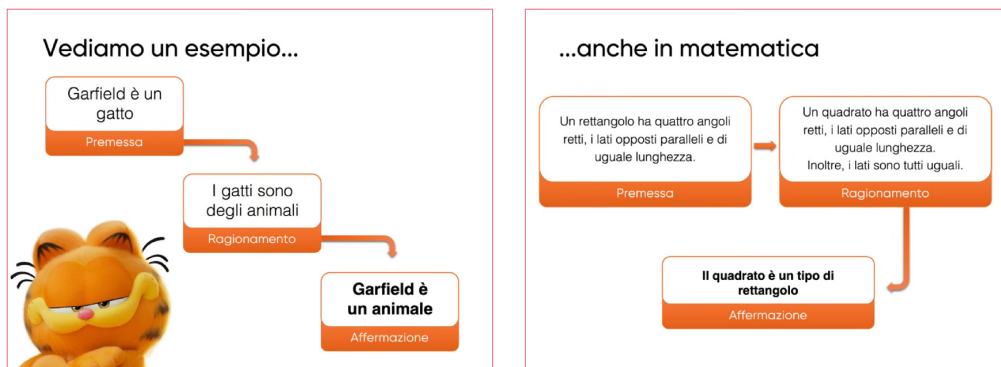 Vediamo un esempio...
Garfield è un
gatto
Premessa
I gatti sono
degli animali
Ragionamento
Garfield è
un animale
Affermazione
...anche in matematica
Un rettangolo ha quattro angoli
retti, i lati opposti paralleli e di
uguale lunghezza.
Premessa
Un quadrato ha quattro angoli
retti, i lati opposti paralleli e di
uguale lunghezza.
Inoltre, i lati sono tutti uguali.
Ragionamento
Il quadrato è un tipo di
rettangolo
Affermazione